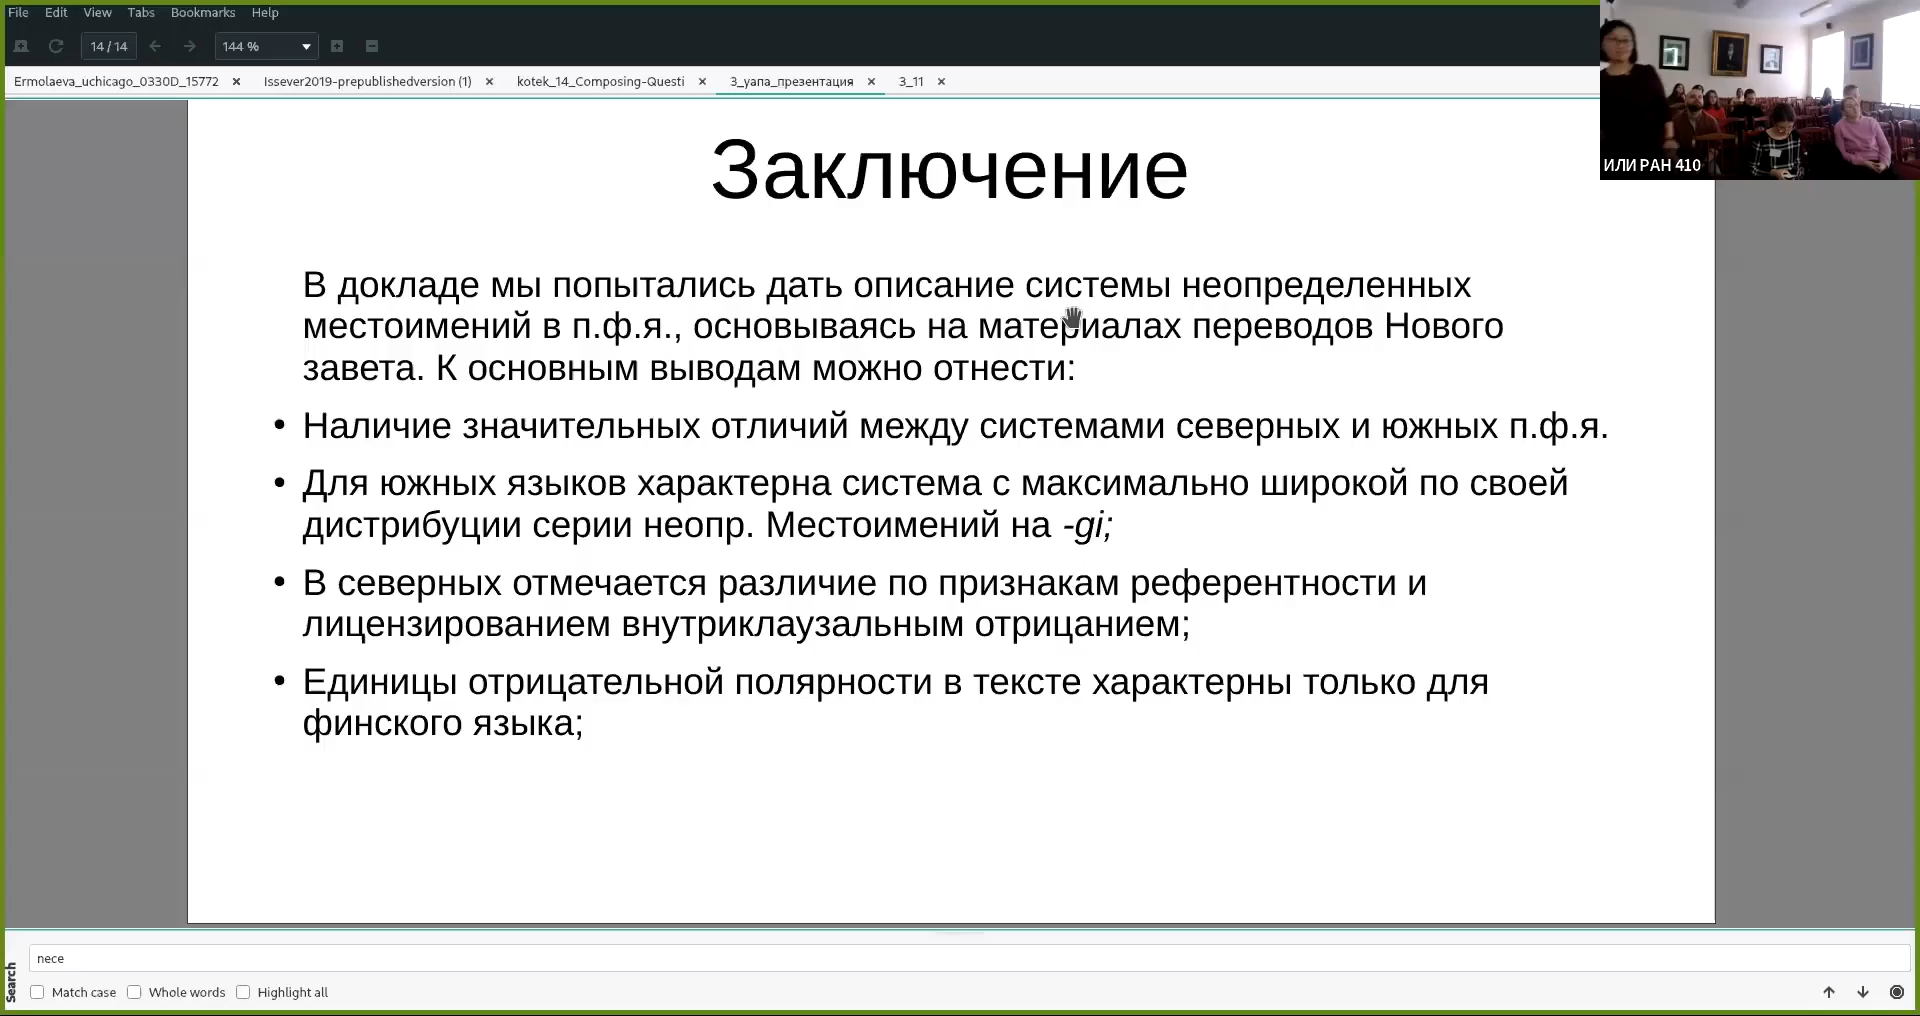 File Edit View Tabs Bookmarks Help
14 / 14
144 %
Ermolaeva_uchicago_0330D_15772
Issever2019-prepublishedversion (1)
kotek_14_Composing-Questi
3_уапа_презентация
3_11
ИЛИ РАН 410
Заключение
В докладе мы попытались дать описание системы неопределенных
местоимений в п.ф.я., основываясь на материалах переводов Нового
завета. К основным выводам можно отнести:
• Наличие значительных отличий между системами северных и южных п.ф.я.
• Для южных языков характерна система с максимально широкой по своей
дистрибуции серии неопр. Местоимений на -gi;
• В северных отмечается различие по признакам референтности и
лицензированием внутриклаузальным отрицанием;
• Единицы отрицательной полярности в тексте характерны только для
финского языка;
Search
nece
Match case Whole words Highlight all